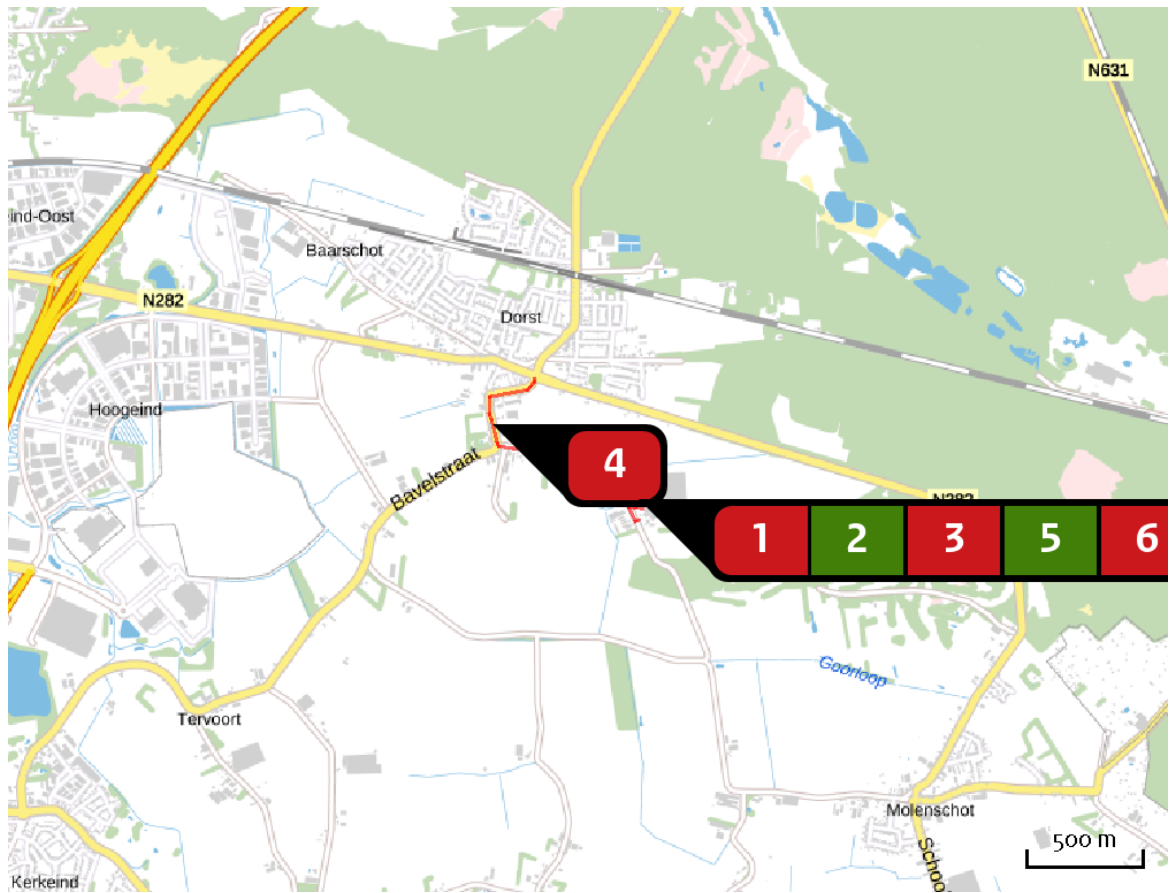 N631
ind-Oost
Baarschot
N282
Dorst
Hoogeind
4
Bavelstraat
N282
1 2 3 5 6
Goorloop
Tervoort
Molenschot
500 m
Schoo
Kerkeind